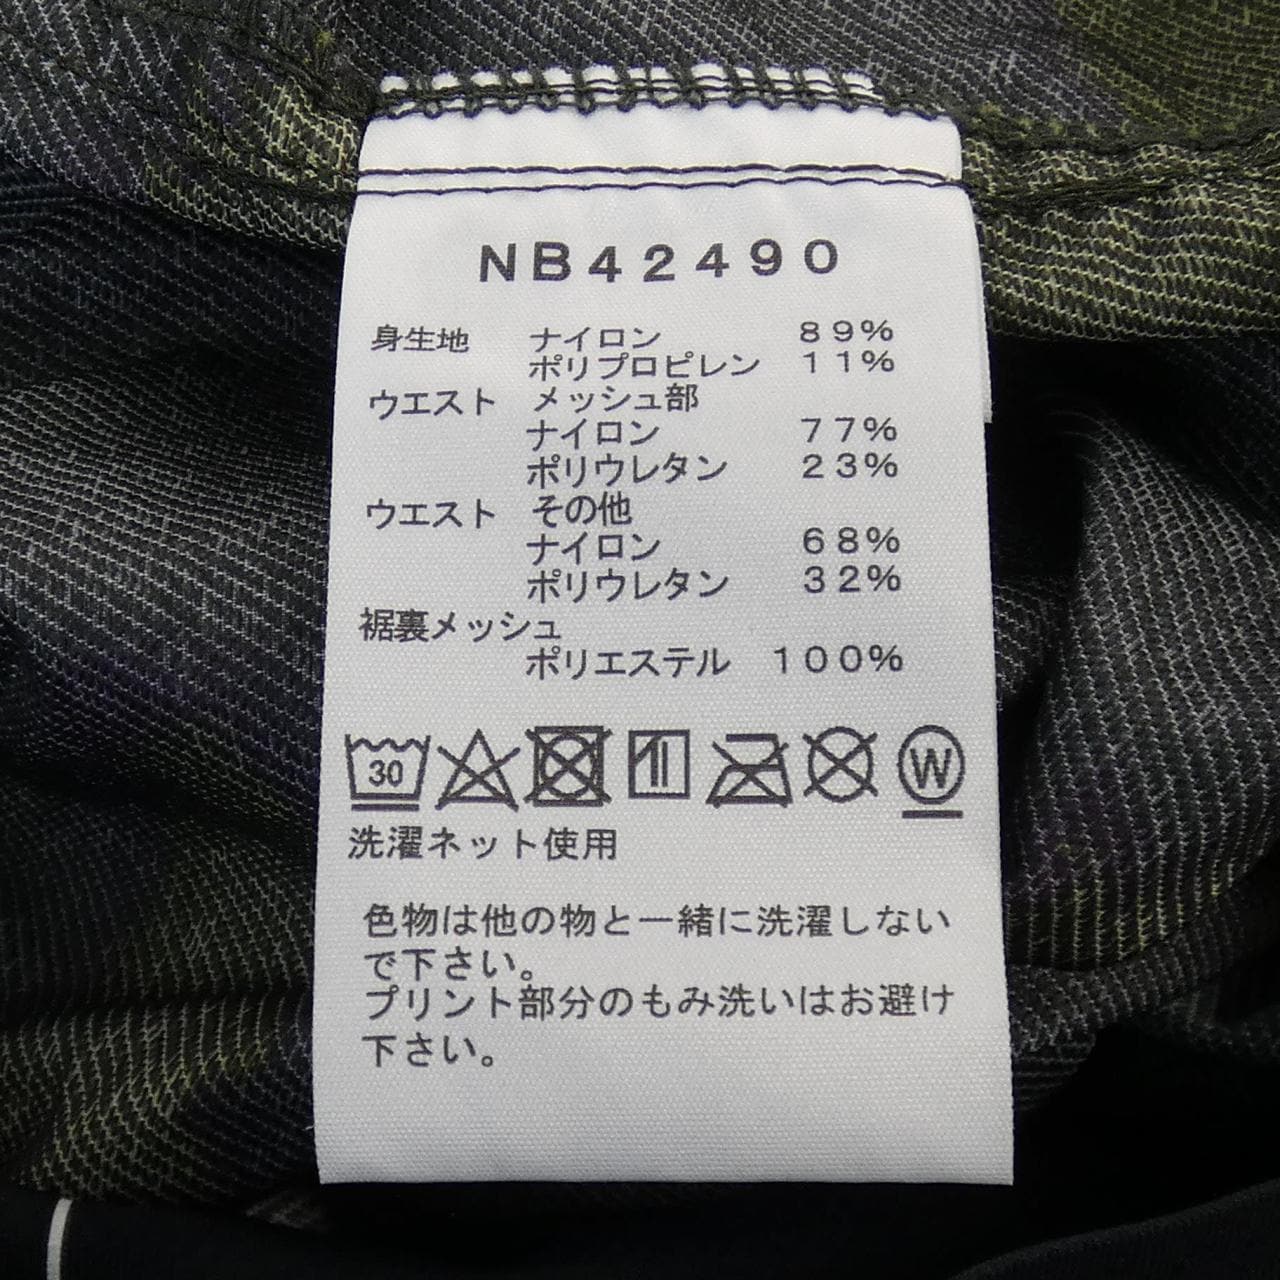 NB42490
身生地 ナイロン 89%
ポリプロピレン 11%
ウエスト メッシュ部
ナイロン 77%
ポリウレタン 23%
ウエスト その他
ナイロン 68%
ポリウレタン 32%
裾裏メッシュ
ポリエステル 100%
30 W
洗濯ネット使用
色物は他の物と一緒に洗濯しない
で下さい。
プリント部分のもみ洗いはお避け
下さい。